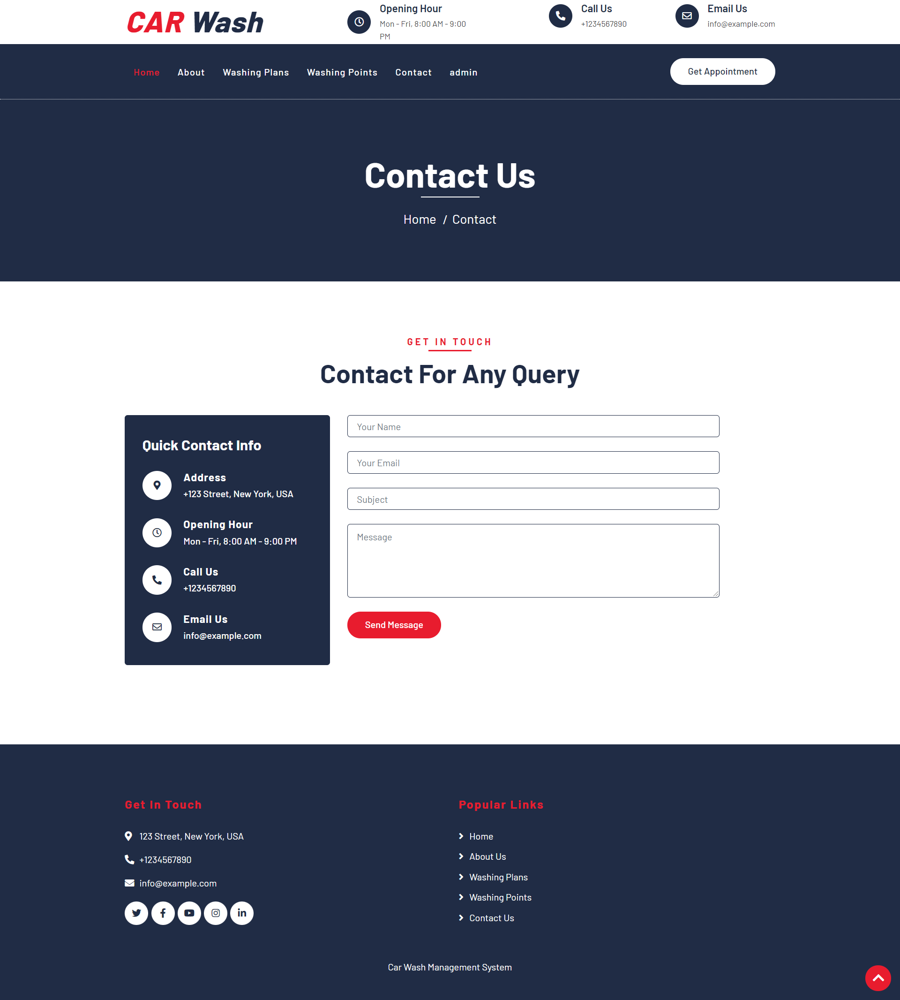 CAR Wash
Opening Hour
Mon - Fri, 8:00 AM - 9:00
PM
Call Us
+1234567890
Email Us
info@example.com
Home About Washing Plans Washing Points Contact admin
Get Appointment
Contact Us
Home / Contact
GET IN TOUCH
Contact For Any Query
Quick Contact Info
Address
+123 Street, New York, USA
Opening Hour
Mon - Fri, 8:00 AM - 9:00 PM
Call Us
+1234567890
Email Us
info@example.com
Your Name
Your Email
Subject
Message
Send Message
Get In Touch
123 Street, New York, USA
+1234567890
info@example.com
Popular Links
Home
About Us
Washing Plans
Washing Points
Contact Us
Car Wash Management System